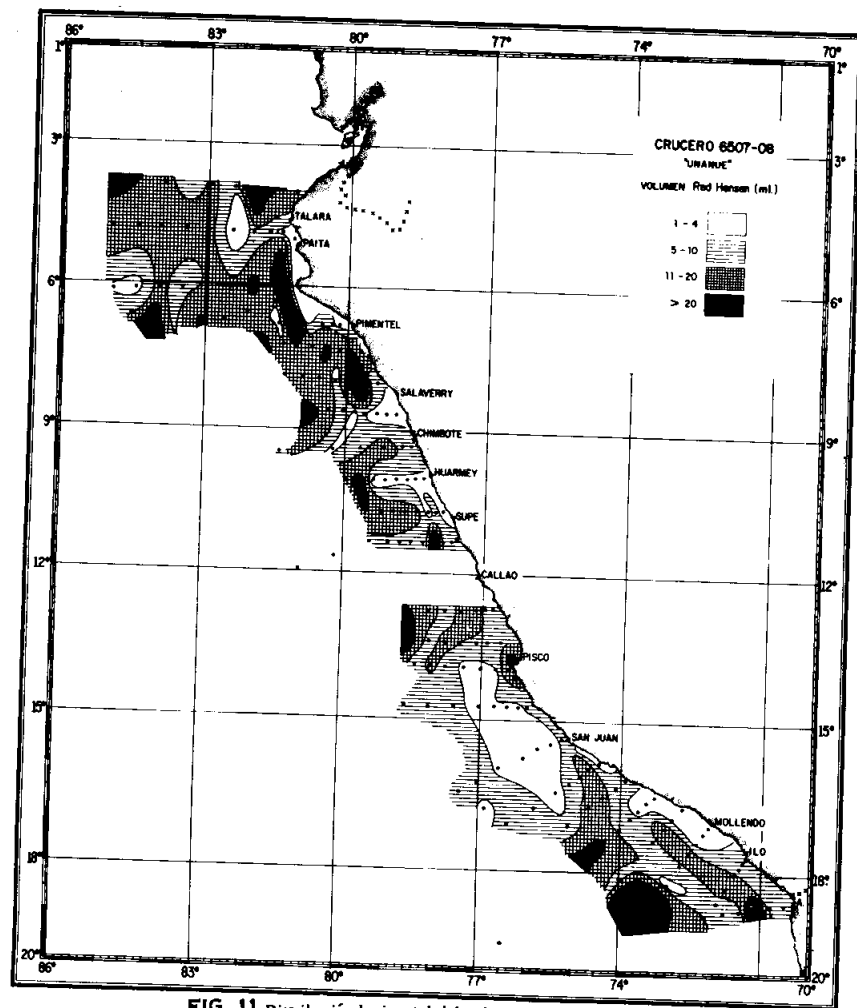 86° 83° 80° 77° 74° 70°
1° 1°
3° 3°
CRUCERO 6507-08
"UNANUE"
VOLUMEN Red Hensen (ml.)
1 - 4
5 - 10
11 - 20
> 20
TALARA
PAITA
6° 6°
PIMENTEL
SALAVERRY
CHIMBOTE
9° 9°
HUARMEY
SUPE
12° CALLAO 12°
PISCO
15° 15°
SAN JUAN
MOLLENDO
ILO
18° 18°
20° 20°
86° 83° 80° 77° 74° 70°
FIG. 11